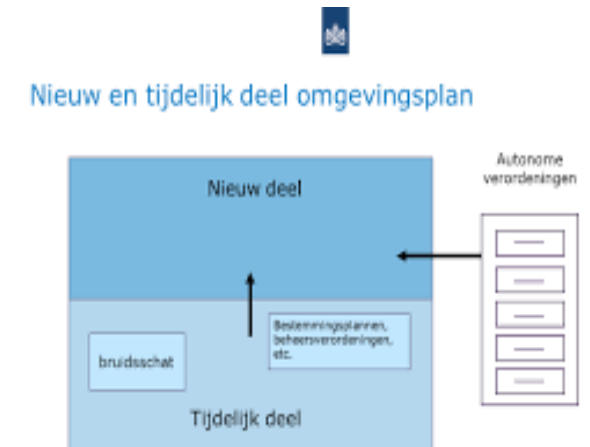 Nieuw en tijdelijk deel omgevingsplan
Autonome
verordeningen
Nieuw deel
Bestemmingsplannen,
beheersverordeningen,
etc.
bruidsschat
Tijdelijk deel